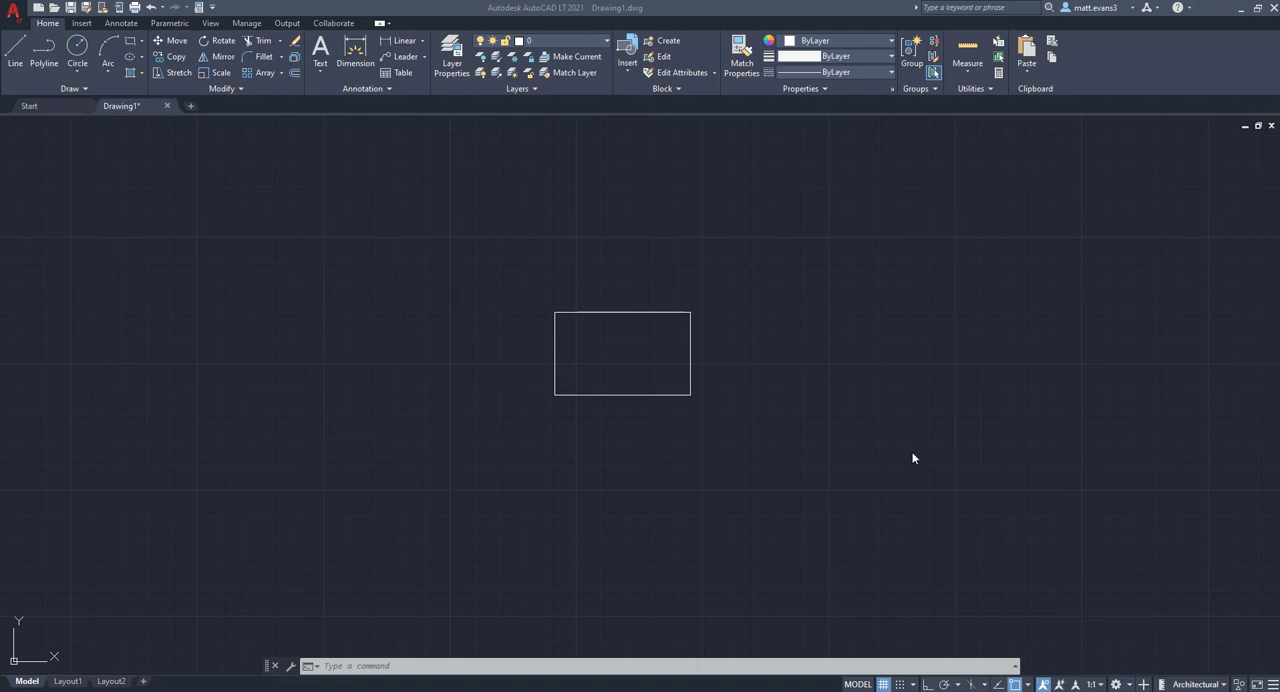 Autodesk AutoCAD LT 2021 Drawing1.dwg
Type a keyword or phrase
matt.evans3
LT
Home Insert Annotate Parametric View Manage Output Collaborate
Line Polyline Circle Arc
Move Rotate Trim
Copy Mirror Fillet
Stretch Scale Array
Text Dimension
Linear
Leader
Table
Layer Properties
0
Make Current
Match Layer
Insert
Create
Edit
Edit Attributes
Match Properties
ByLayer
ByLayer
ByLayer
Group
Measure
Paste
Draw Modify Annotation Layers Block Properties Groups Utilities Clipboard
Start Drawing1*
Y
X
Type a command
Model Layout1 Layout2
MODEL 1:1 Architectural